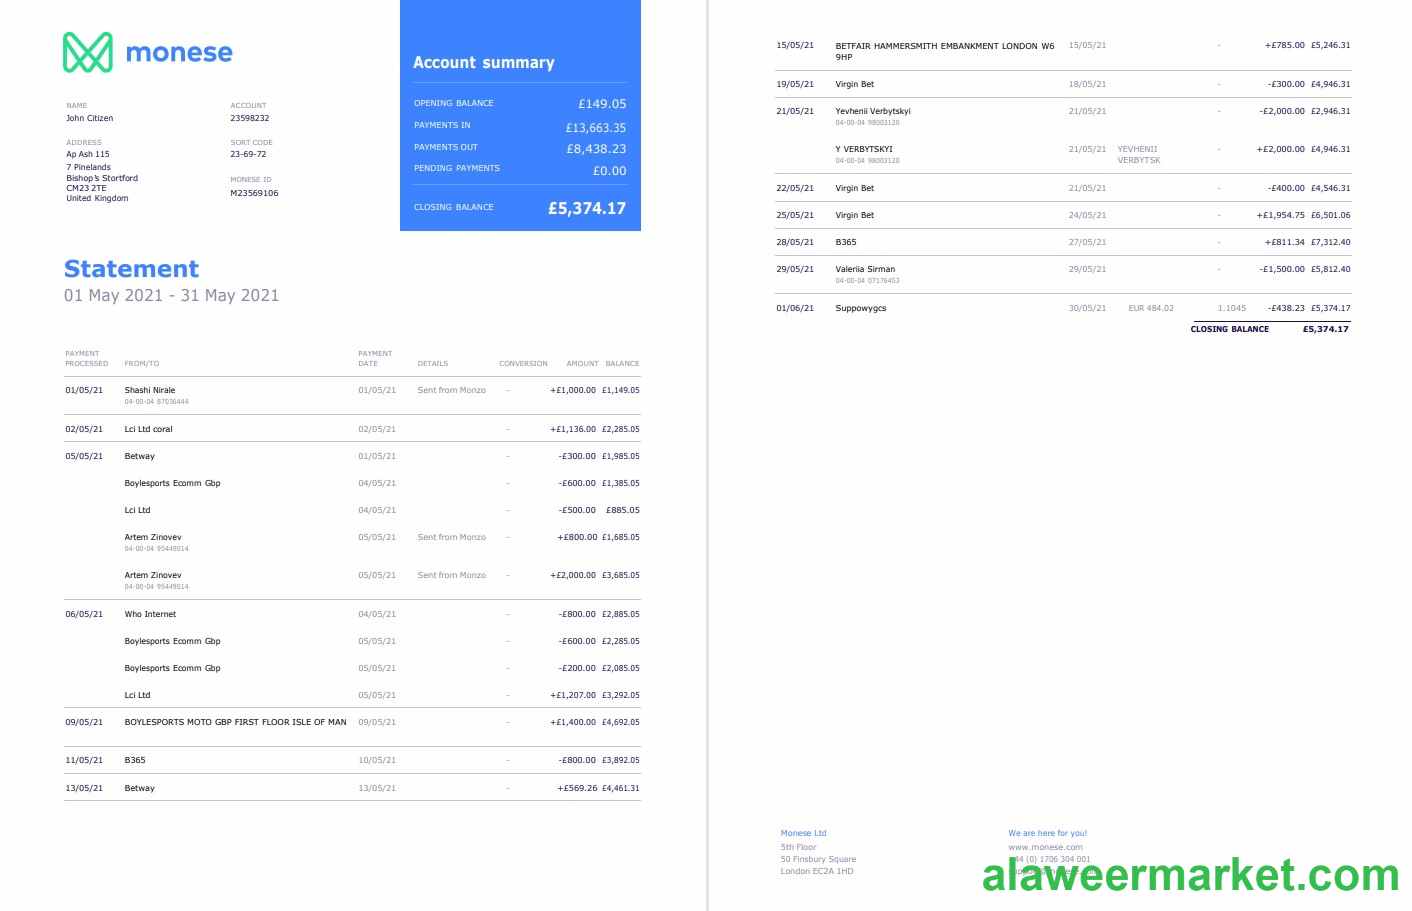 monese
NAME
John Citizen
ADDRESS
Ap Ash 115
7 Pinelands
Bishop's Stortford
CM23 2TE
United Kingdom
ACCOUNT
23598232
SORT CODE
23-69-72
MONESE ID
M23569106
Account summary
OPENING BALANCE £149.05
PAYMENTS IN £13,663.35
PAYMENTS OUT £8,438.23
PENDING PAYMENTS £0.00
CLOSING BALANCE £5,374.17
Statement
01 May 2021 - 31 May 2021
PAYMENT PROCESSED FROM/TO PAYMENT DATE DETAILS CONVERSION AMOUNT BALANCE
01/05/21 Shashi Nirale 01/05/21 Sent from Monzo - +£1,000.00 £1,149.05
04-00-04 87036444
02/05/21 Lci Ltd coral 02/05/21 - +£1,136.00 £2,285.05
05/05/21 Betway 01/05/21 - -£300.00 £1,985.05
Boylesports Ecomm Gbp 04/05/21 - -£600.00 £1,385.05
Lci Ltd 04/05/21 - -£500.00 £885.05
Artem Zinovev 05/05/21 Sent from Monzo - +£800.00 £1,685.05
04-00-04 95449014
Artem Zinovev 05/05/21 Sent from Monzo - +£2,000.00 £3,685.05
04-00-04 95449014
06/05/21 Who Internet 04/05/21 - -£800.00 £2,885.05
Boylesports Ecomm Gbp 05/05/21 - -£600.00 £2,285.05
Boylesports Ecomm Gbp 05/05/21 - -£200.00 £2,085.05
Lci Ltd 05/05/21 - +£1,207.00 £3,292.05
09/05/21 BOYLESPORTS MOTO GBP FIRST FLOOR ISLE OF MAN 09/05/21 - +£1,400.00 £4,692.05
11/05/21 B365 10/05/21 - -£800.00 £3,892.05
13/05/21 Betway 13/05/21 - +£569.26 £4,461.31
15/05/21 BETFAIR HAMMERSMITH EMBANKMENT LONDON W6 15/05/21 - +£785.00 £5,246.31
9HP
19/05/21 Virgin Bet 18/05/21 - -£300.00 £4,946.31
21/05/21 Yevhenii Verbytskyi 21/05/21 - -£2,000.00 £2,946.31
04-00-04 98003128
Y VERBYTSKYI 21/05/21 YEVHENII - +£2,000.00 £4,946.31
04-00-04 98003128 VERBYTSK
22/05/21 Virgin Bet 21/05/21 - -£400.00 £4,546.31
25/05/21 Virgin Bet 24/05/21 - +£1,954.75 £6,501.06
28/05/21 B365 27/05/21 - +£811.34 £7,312.40
29/05/21 Valeriia Sirman 29/05/21 - -£1,500.00 £5,812.40
04-00-04 07176453
01/06/21 Suppowygcs 30/05/21 EUR 484.02 1.1045 -£438.23 £5,374.17
CLOSING BALANCE £5,374.17
Monese Ltd
5th Floor
50 Finsbury Square
London EC2A 1HD
We are here for you!
www.monese.com
+44 (0) 1706 304 001
alaweermarket.com